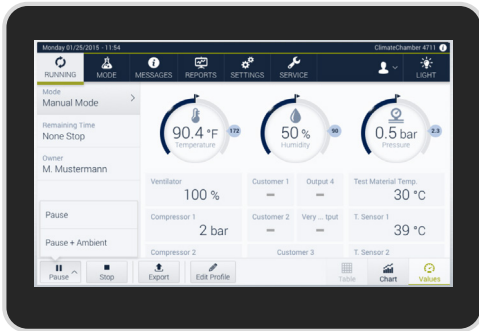 Monday 01/25/2015 - 11:54
ClimateChamber 4711
RUNNING
MODE
MESSAGES
REPORTS
SETTINGS
SERVICE
LIGHT
Mode
Manual Mode
Remaining Time
None Stop
Owner
M. Mustermann
90.4 °F
Temperature
172
50 %
Humidity
50
0.5 bar
Pressure
2.3
Ventilator
100 %
Customer 1
Output 4
Test Material Temp.
30 °C
Compressor 1
2 bar
Customer 2
Very ... tput
T. Sensor 1
39 °C
Compressor 2
Customer 3
T. Sensor 2
Pause
Pause + Ambient
Pause
Stop
Export
Edit Profile
Table
Chart
Values